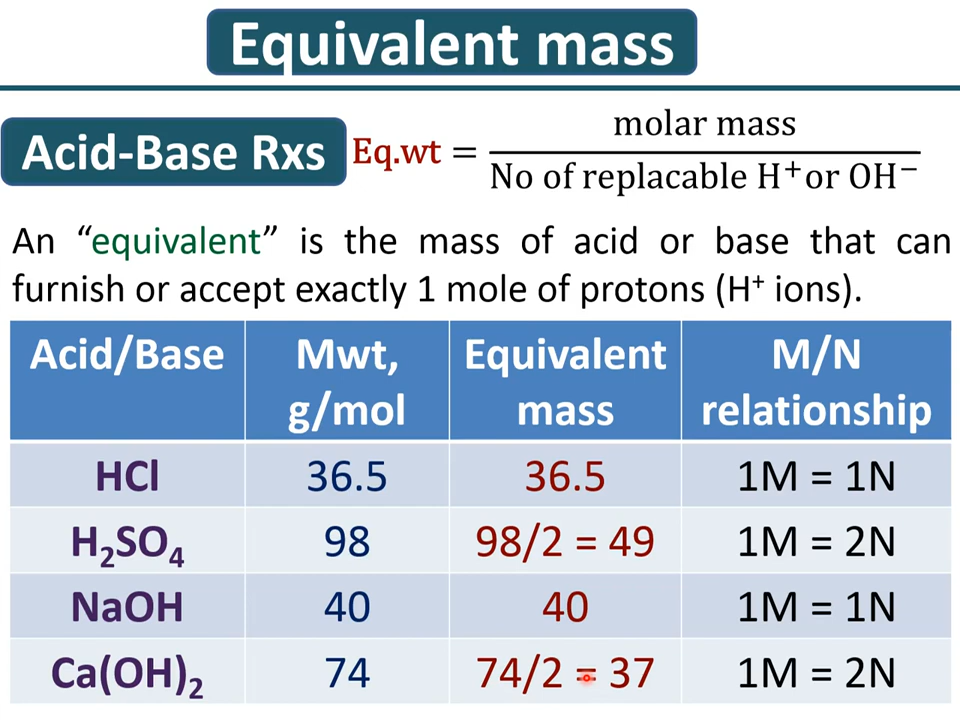 Equivalent mass
Acid-Base Rxs Eq.wt = molar mass
No of replacable H⁺or OH⁻
An “equivalent” is the mass of acid or base that can
furnish or accept exactly 1 mole of protons (H⁺ ions).
Acid/Base Mwt, g/mol Equivalent mass M/N relationship
HCl 36.5 36.5 1M = 1N
H₂SO₄ 98 98/2 = 49 1M = 2N
NaOH 40 40 1M = 1N
Ca(OH)₂ 74 74/2 = 37 1M = 2N